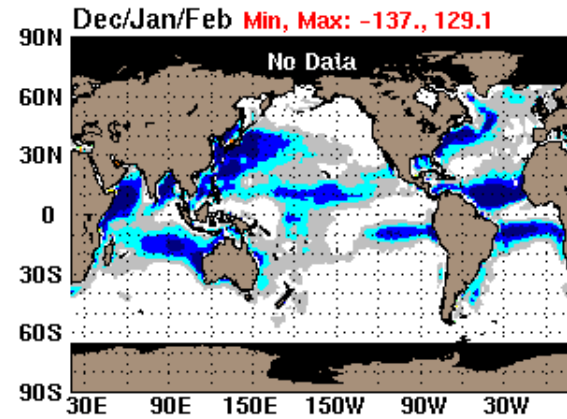 Dec/Jan/Feb Min, Max: -137., 129.1
90N
No Data
60N
30N
0
30S
60S
90S
30E 90E 150E 150W 90W 30W